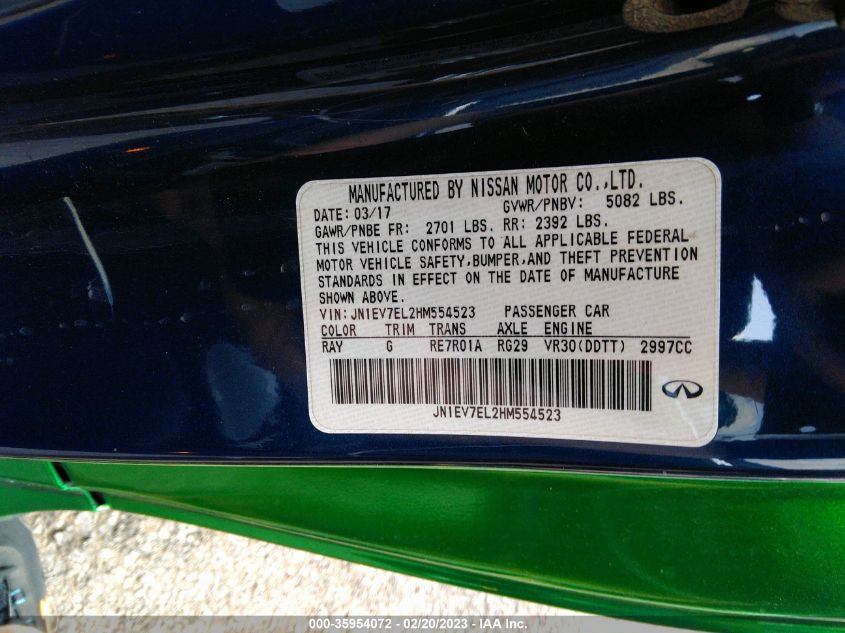 MANUFACTURED BY NISSAN MOTOR CO.,LTD.
DATE: 03/17 GVWR/PNBV: 5082 LBS.
GAWR/PNBE FR: 2701 LBS. RR: 2392 LBS.
THIS VEHICLE CONFORMS TO ALL APPLICABLE FEDERAL
MOTOR VEHICLE SAFETY,BUMPER,AND THEFT PREVENTION
STANDARDS IN EFFECT ON THE DATE OF MANUFACTURE
SHOWN ABOVE.
VIN: JN1EV7EL2HM554523 PASSENGER CAR
COLOR TRIM TRANS AXLE ENGINE
RAY G RE7R01A RG29 VR30(DDTT) 2997CC
JN1EV7EL2HM554523
000-35954072 - 02/20/2023 - IAA Inc.